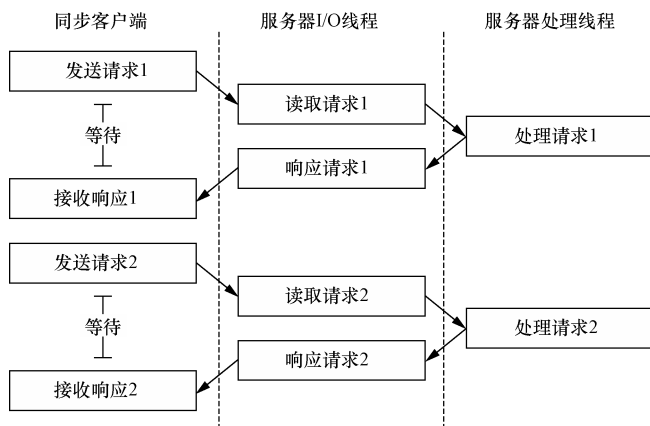 同步客户端
服务器I/O线程
服务器处理线程
发送请求1
读取请求1
处理请求1
等待
响应请求1
接收响应1
发送请求2
读取请求2
处理请求2
等待
响应请求2
接收响应2